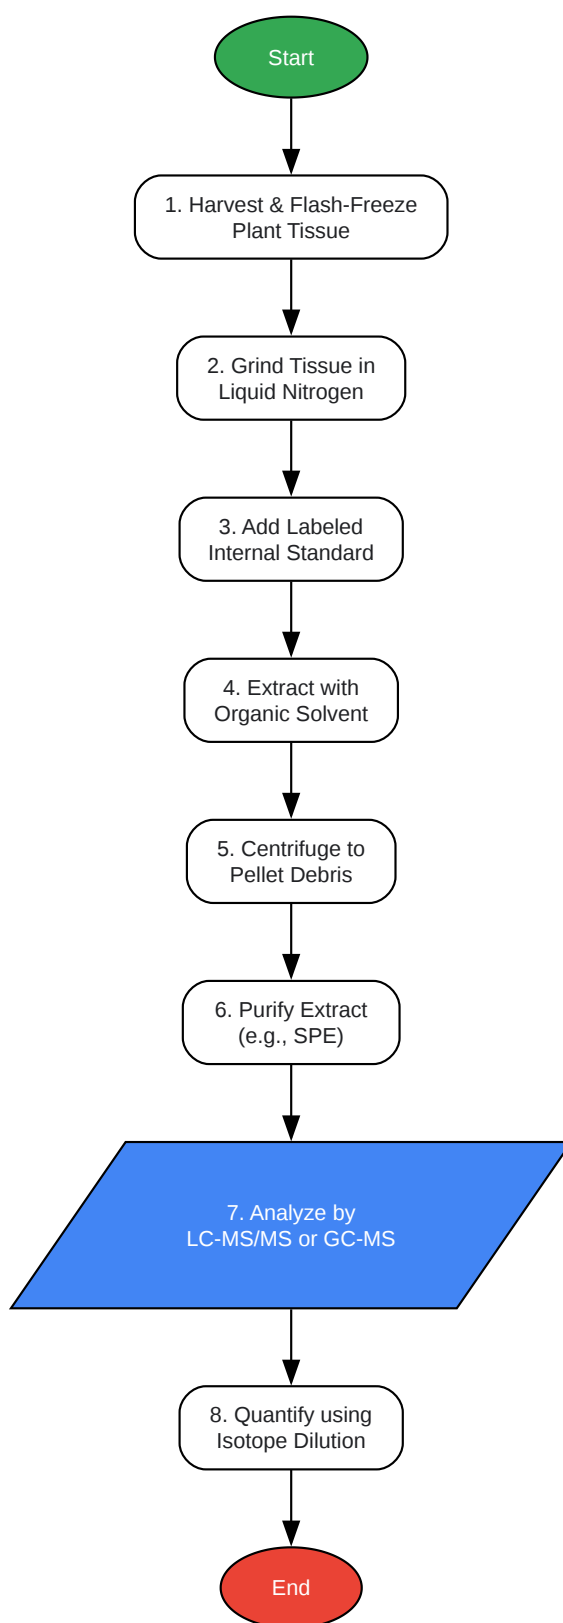 Start
1. Harvest & Flash-Freeze
Plant Tissue
2. Grind Tissue in
Liquid Nitrogen
3. Add Labeled
Internal Standard
4. Extract with
Organic Solvent
5. Centrifuge to
Pellet Debris
6. Purify Extract
(e.g., SPE)
7. Analyze by
LC-MS/MS or GC-MS
8. Quantify using
Isotope Dilution
End